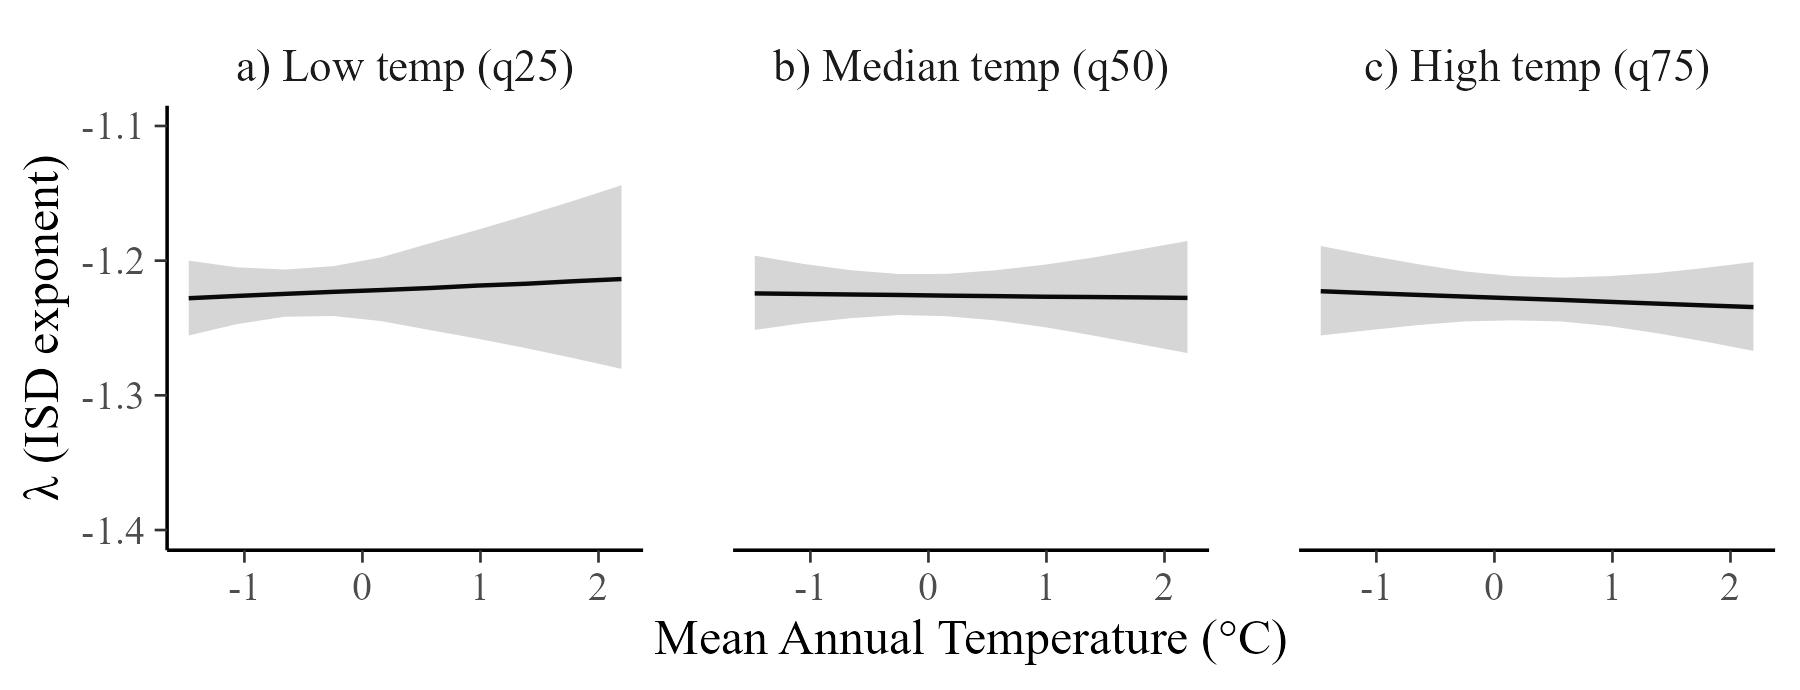 a) Low temp (q25)
b) Median temp (q50)
c) High temp (q75)
λ (ISD exponent)
-1.1
-1.2
-1.3
-1.4
-1 0 1 2
-1 0 1 2
-1 0 1 2
Mean Annual Temperature (°C)